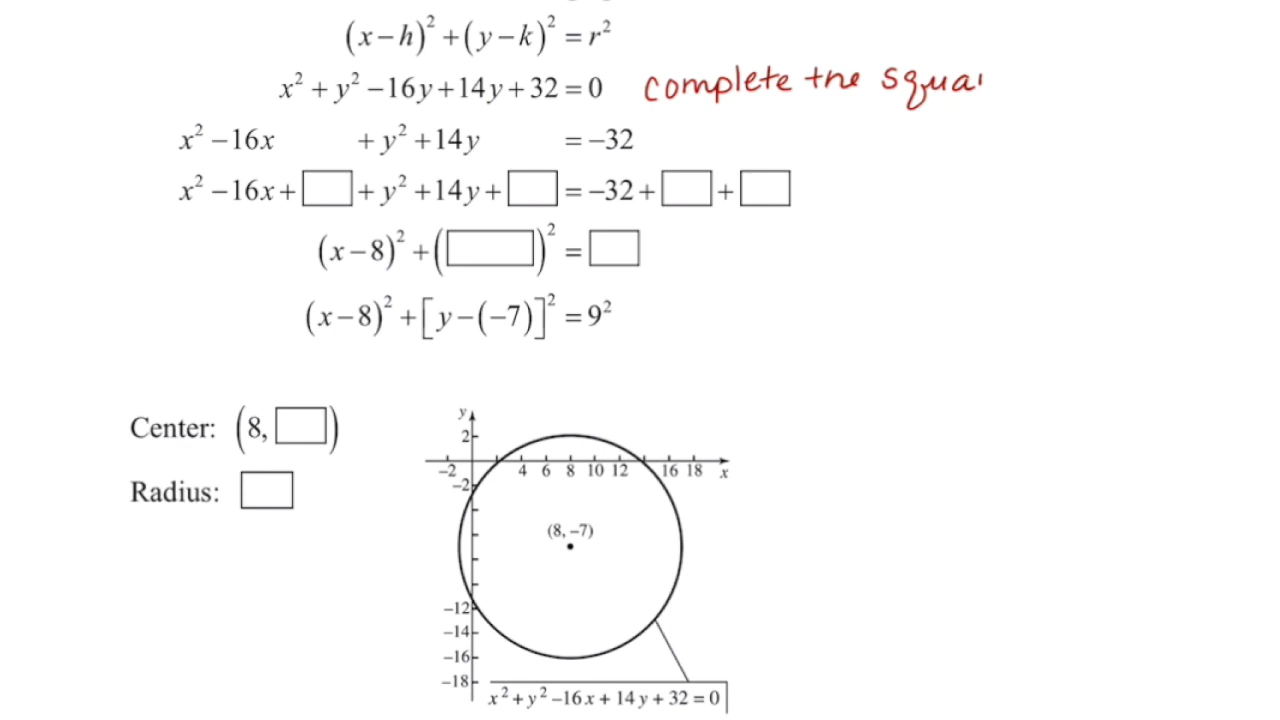 (x−h)² + (y−k)² = r²
x² + y² −16y+14y+32 = 0 complete the squar
x² −16x + y² +14y = −32
x² −16x+ □ + y² +14y+ □ = −32+ □ + □
(x−8)² + (□)² = □
(x−8)² + [y−(−7)]² = 9²
Center: (8, □)
Radius: □
y
2
−2 4 6 8 10 12 16 18 x
−2
(8, −7)
−12
−14
−16
−18
x² + y² −16x + 14y + 32 = 0